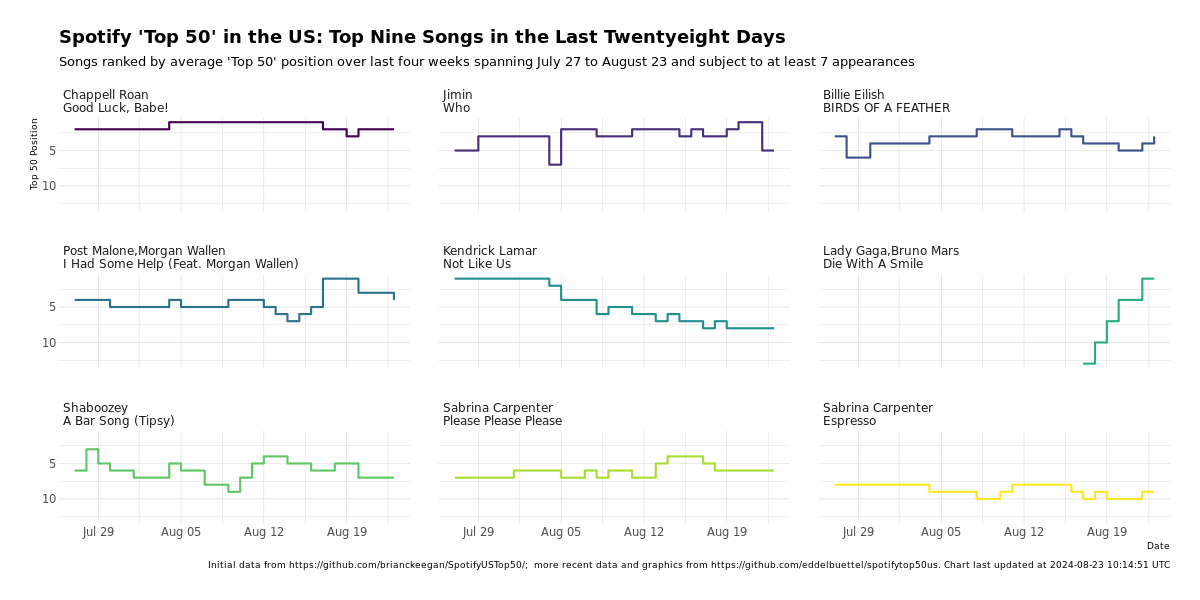 Spotify 'Top 50' in the US: Top Nine Songs in the Last Twentyeight Days
Songs ranked by average 'Top 50' position over last four weeks spanning July 27 to August 23 and subject to at least 7 appearances
Chappell Roan
Good Luck, Babe!
Jimin
Who
Billie Eilish
BIRDS OF A FEATHER
Top 50 Position
5
10
Post Malone,Morgan Wallen
I Had Some Help (Feat. Morgan Wallen)
Kendrick Lamar
Not Like Us
Lady Gaga,Bruno Mars
Die With A Smile
5
10
Shaboozey
A Bar Song (Tipsy)
Sabrina Carpenter
Please Please Please
Sabrina Carpenter
Espresso
5
10
Jul 29 Aug 05 Aug 12 Aug 19
Jul 29 Aug 05 Aug 12 Aug 19
Jul 29 Aug 05 Aug 12 Aug 19
Date
Initial data from https://github.com/brianckeegan/SpotifyUSTop50/; more recent data and graphics from https://github.com/eddelbuettel/spotifytop50us. Chart last updated at 2024-08-23 10:14:51 UTC